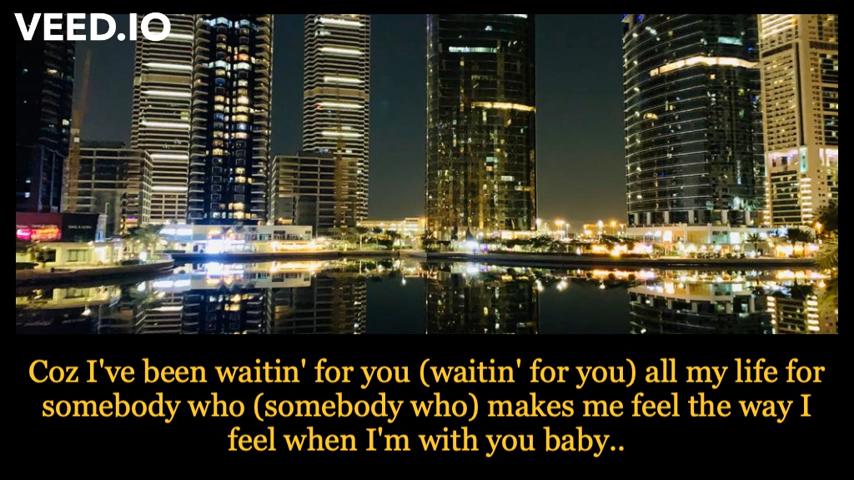 VEED.IO
Coz I've been waitin' for you (waitin' for you) all my life for
somebody who (somebody who) makes me feel the way I
feel when I'm with you baby..